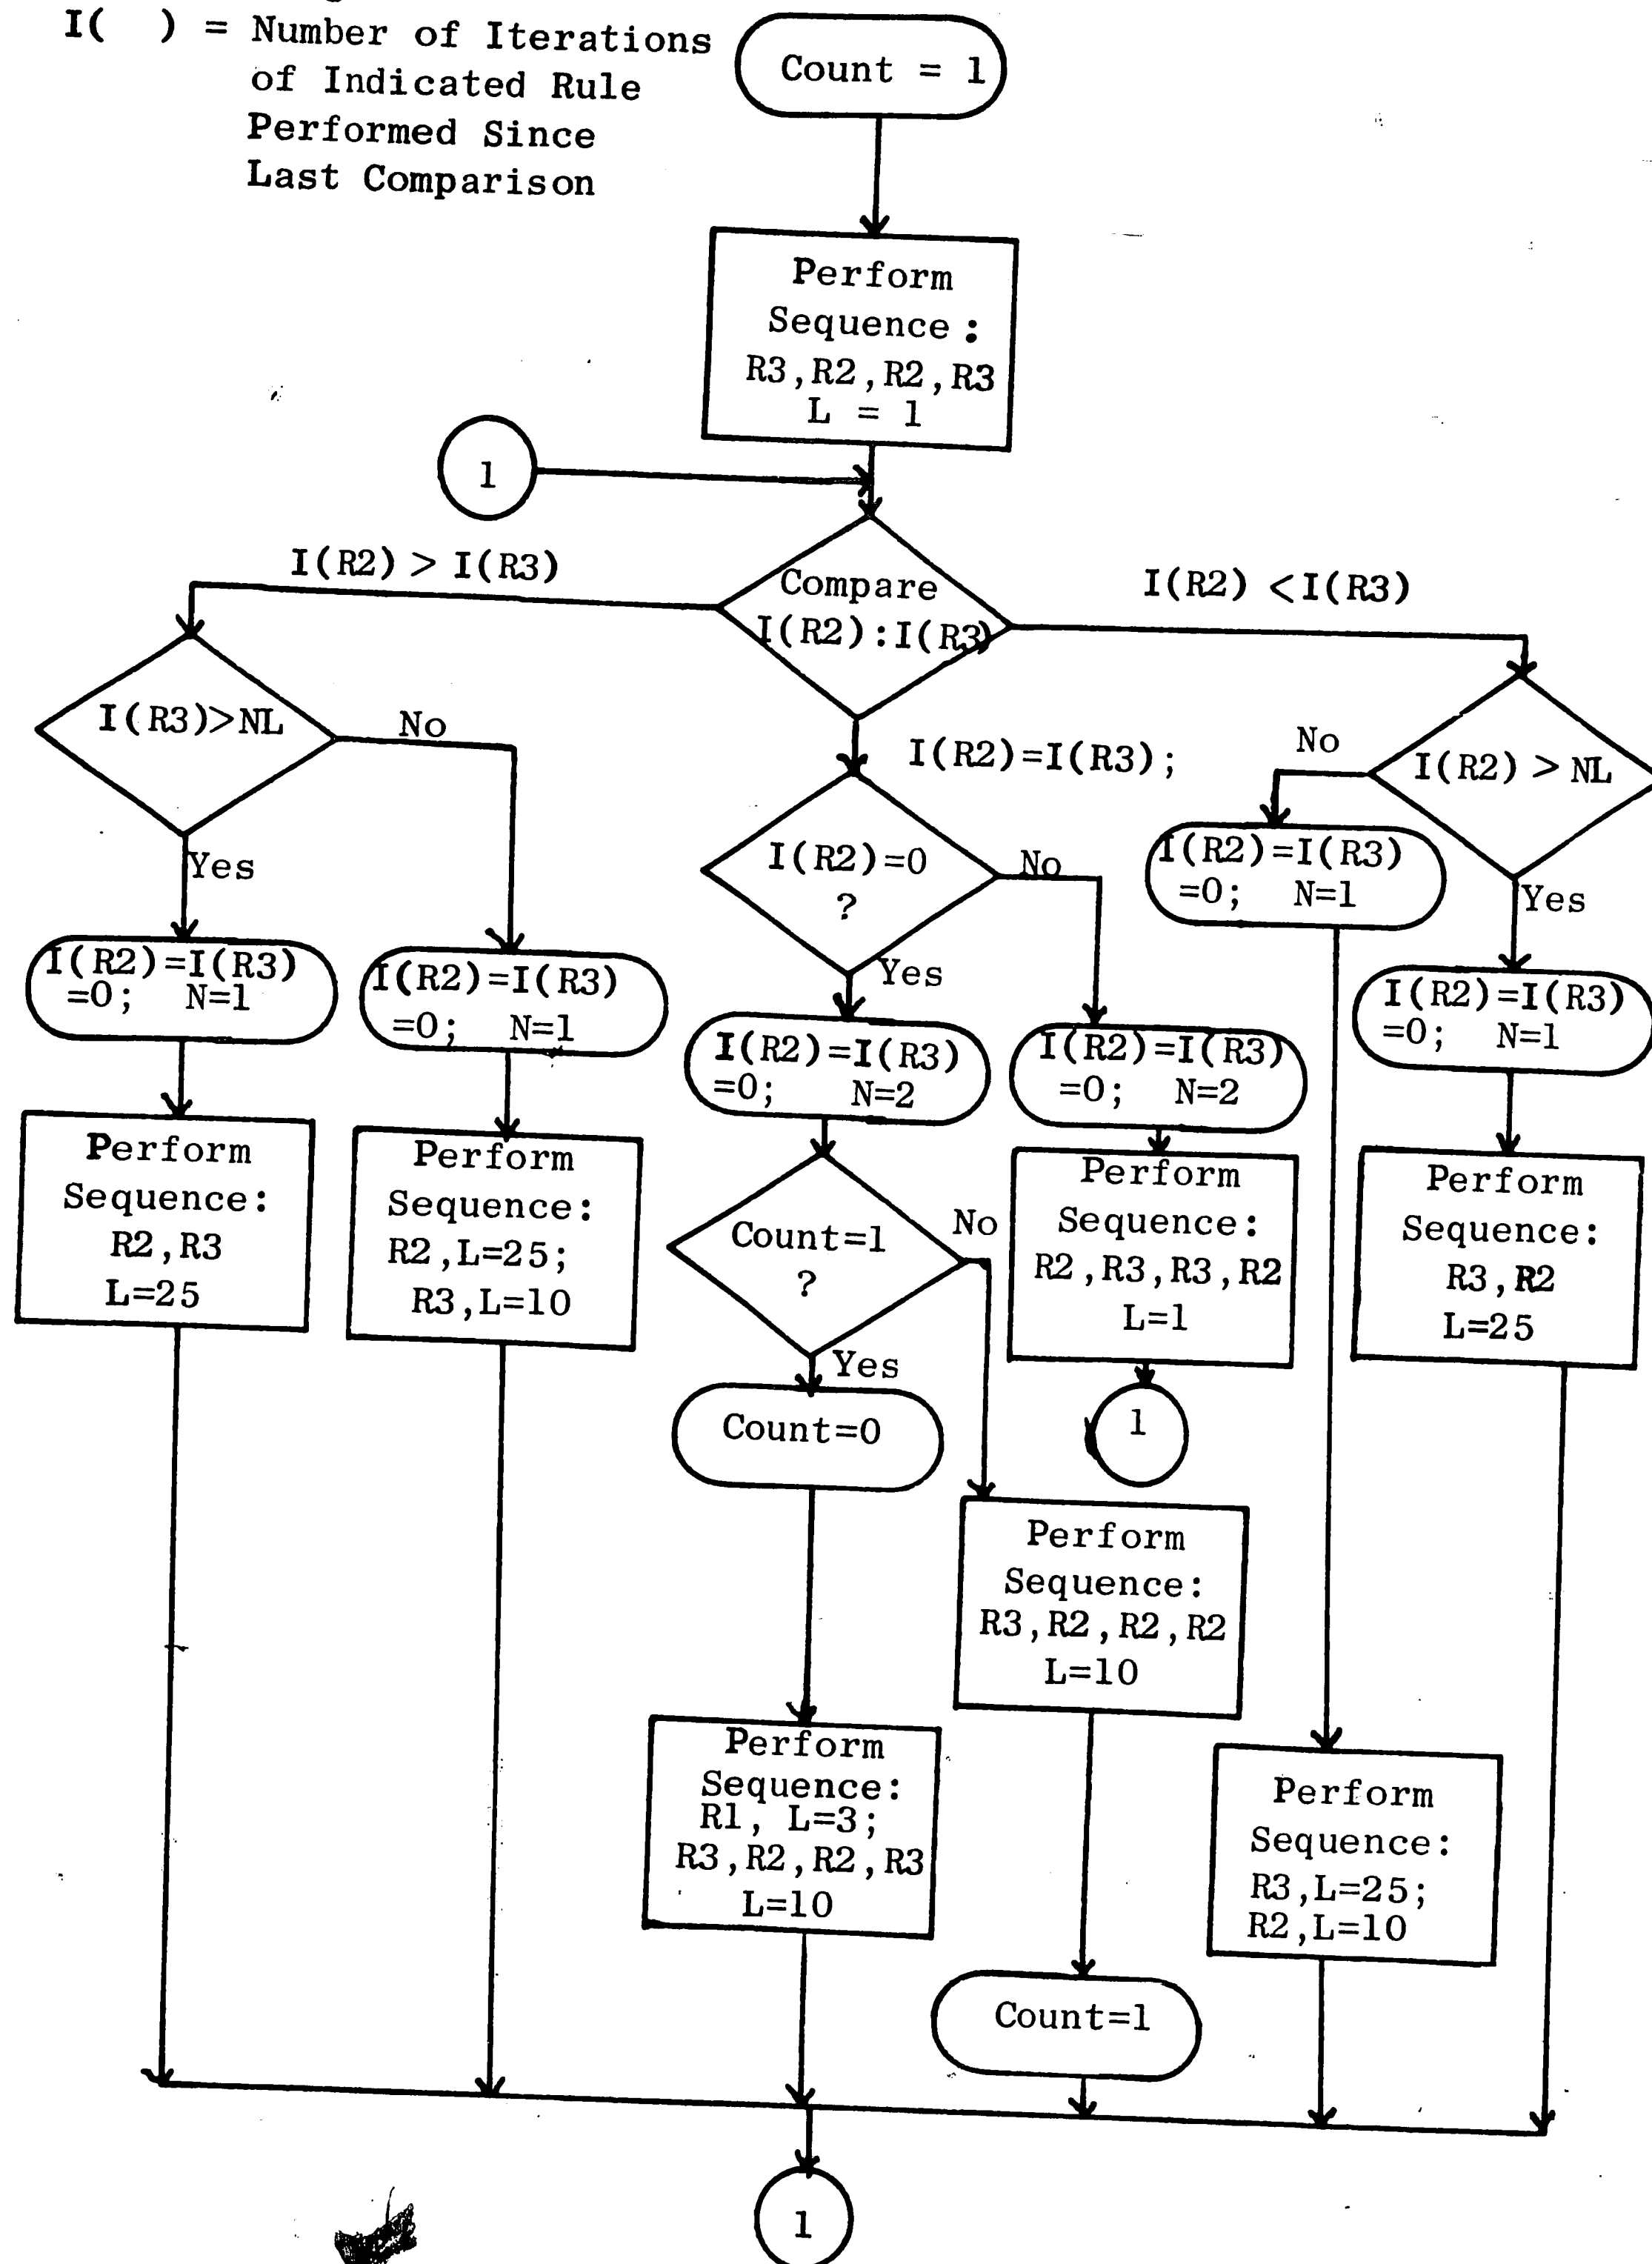 I( ) = Number of Iterations
of Indicated Rule
Performed Since
Last Comparison
Count = 1
Perform
Sequence:
R3,R2,R2,R3
L = 1
1
I(R2) > I(R3)
Compare
I(R2):I(R3)
I(R2) <I(R3)
I(R3)>NL
No
Yes
I(R2)=I(R3);
I(R2)=0
?
No
Yes
No
I(R2) > NL
Yes
I(R2)=I(R3)
=0; N=1
I(R2)=I(R3)
=0; N=1
I(R2)=I(R3)
=0; N=2
I(R2)=I(R3)
=0; N=2
I(R2)=I(R3)
=0; N=1
I(R2)=I(R3)
=0; N=1
Perform
Sequence:
R2,R3
L=25
Perform
Sequence:
R2,L=25;
R3,L=10
Count=1
?
No
Yes
Perform
Sequence:
R2,R3,R3,R2
L=1
1
Perform
Sequence:
R3,R2
L=25
Count=0
Perform
Sequence:
R3,R2,R2,R2
L=10
Perform
Sequence:
R1, L=3;
R3,R2,R2,R3
L=10
Perform
Sequence:
R3,L=25;
R2,L=10
Count=1
1